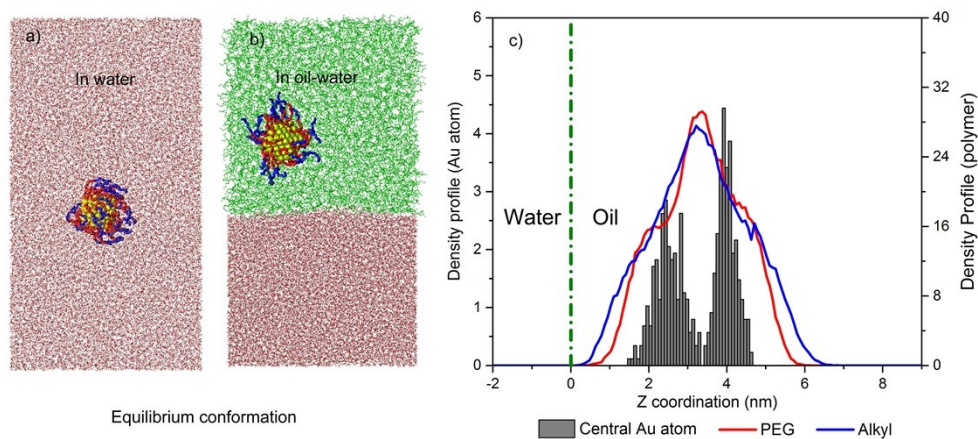 a)
In water
b)
In oil-water
Equilibrium conformation
c)
Density profile (Au atom)
6
5
4
3
2
1
0
Water
Oil
40
32
24
16
8
0
Density Profile (polymer)
-2 0 2 4 6 8
Z coordination (nm)
Central Au atom PEG Alkyl